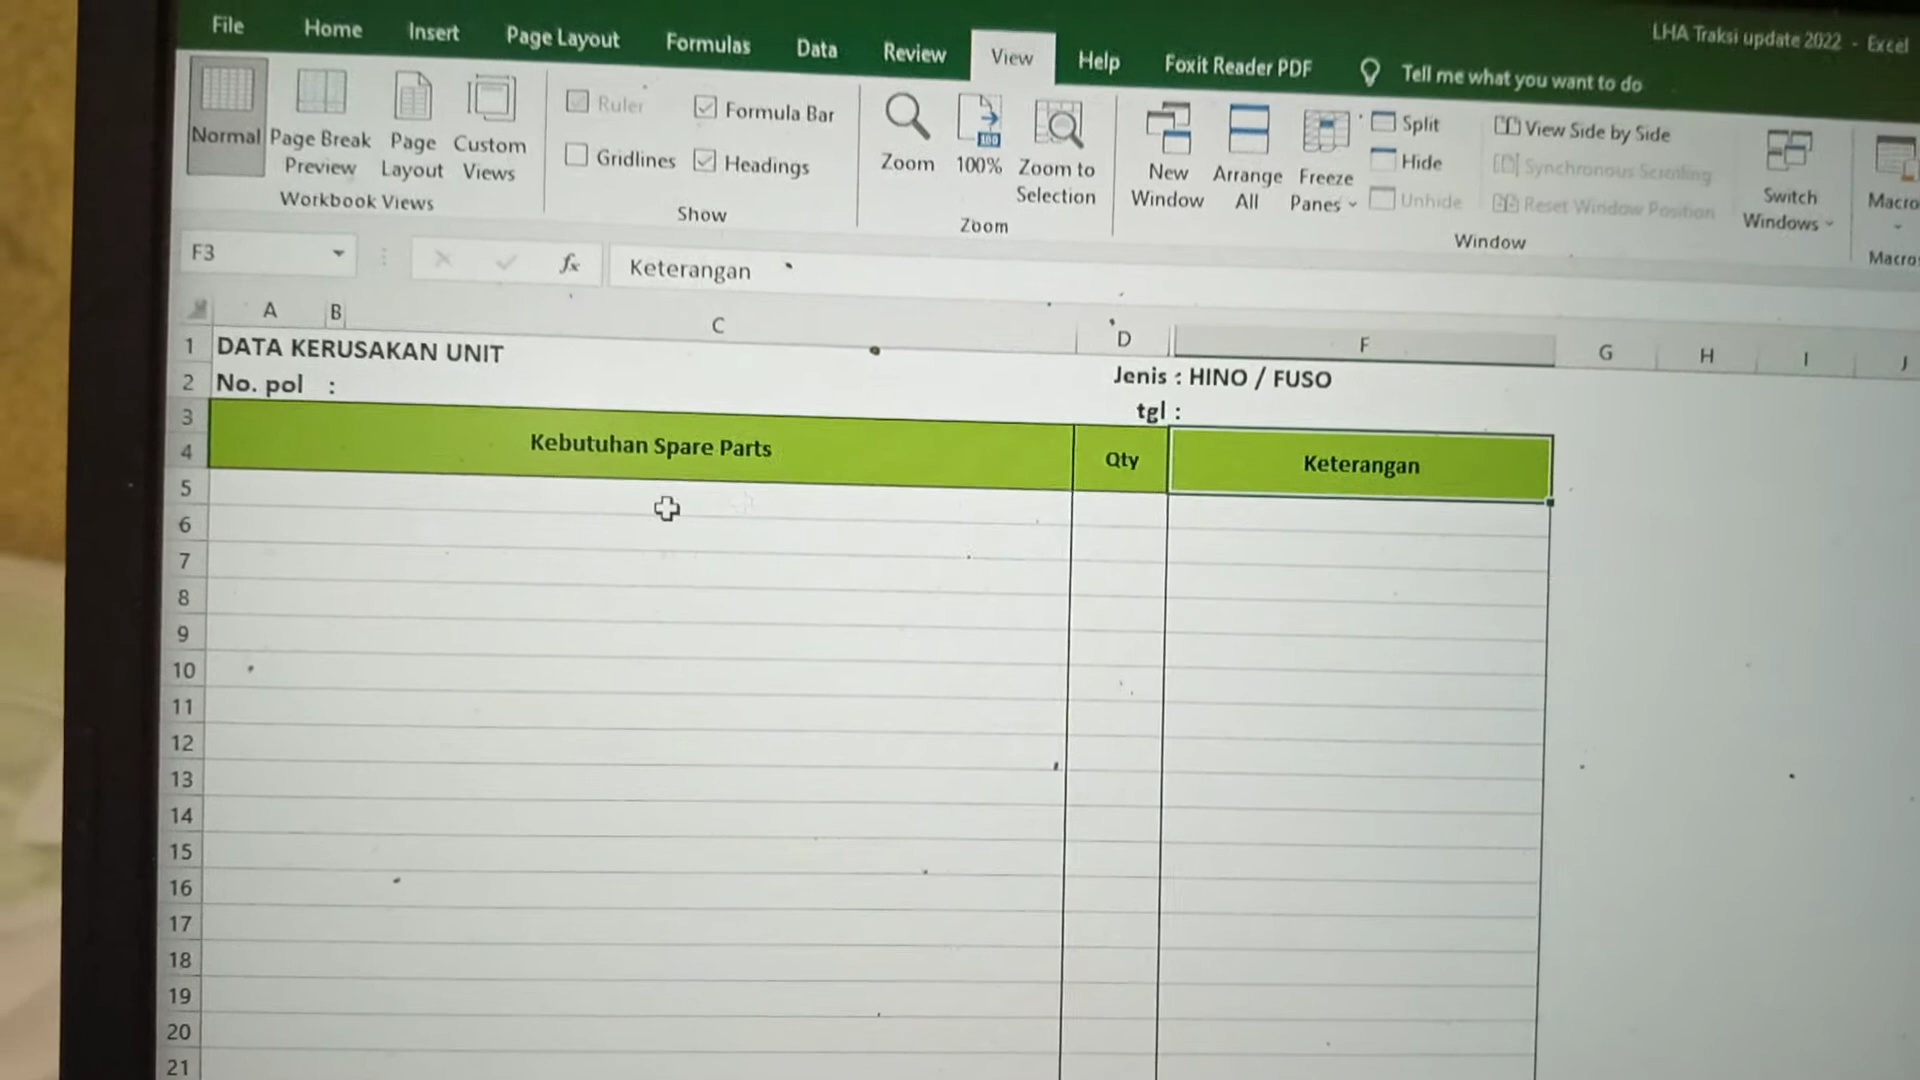 File Home Insert Page Layout Formulas Data Review View Help Foxit Reader PDF Tell me what you want to do LHA Traksi update 2022 - Excel
Normal Page Break Preview Page Layout Custom Views
Workbook Views
Ruler Formula Bar
Gridlines Headings
Show
Zoom 100% Zoom to Selection
Zoom
New Window Arrange All Freeze Panes
Split
Hide
Unhide
View Side by Side
Synchronous Scrolling
Reset Window Position
Switch Windows
Window
Macro
Macro
F3 fx Keterangan
A B C D F G H I J
1 DATA KERUSAKAN UNIT
2 No. pol : Jenis : HINO / FUSO
tgl :
3
4 Kebutuhan Spare Parts Qty Keterangan
5
6
7
8
9
10
11
12
13
14
15
16
17
18
19
20
21